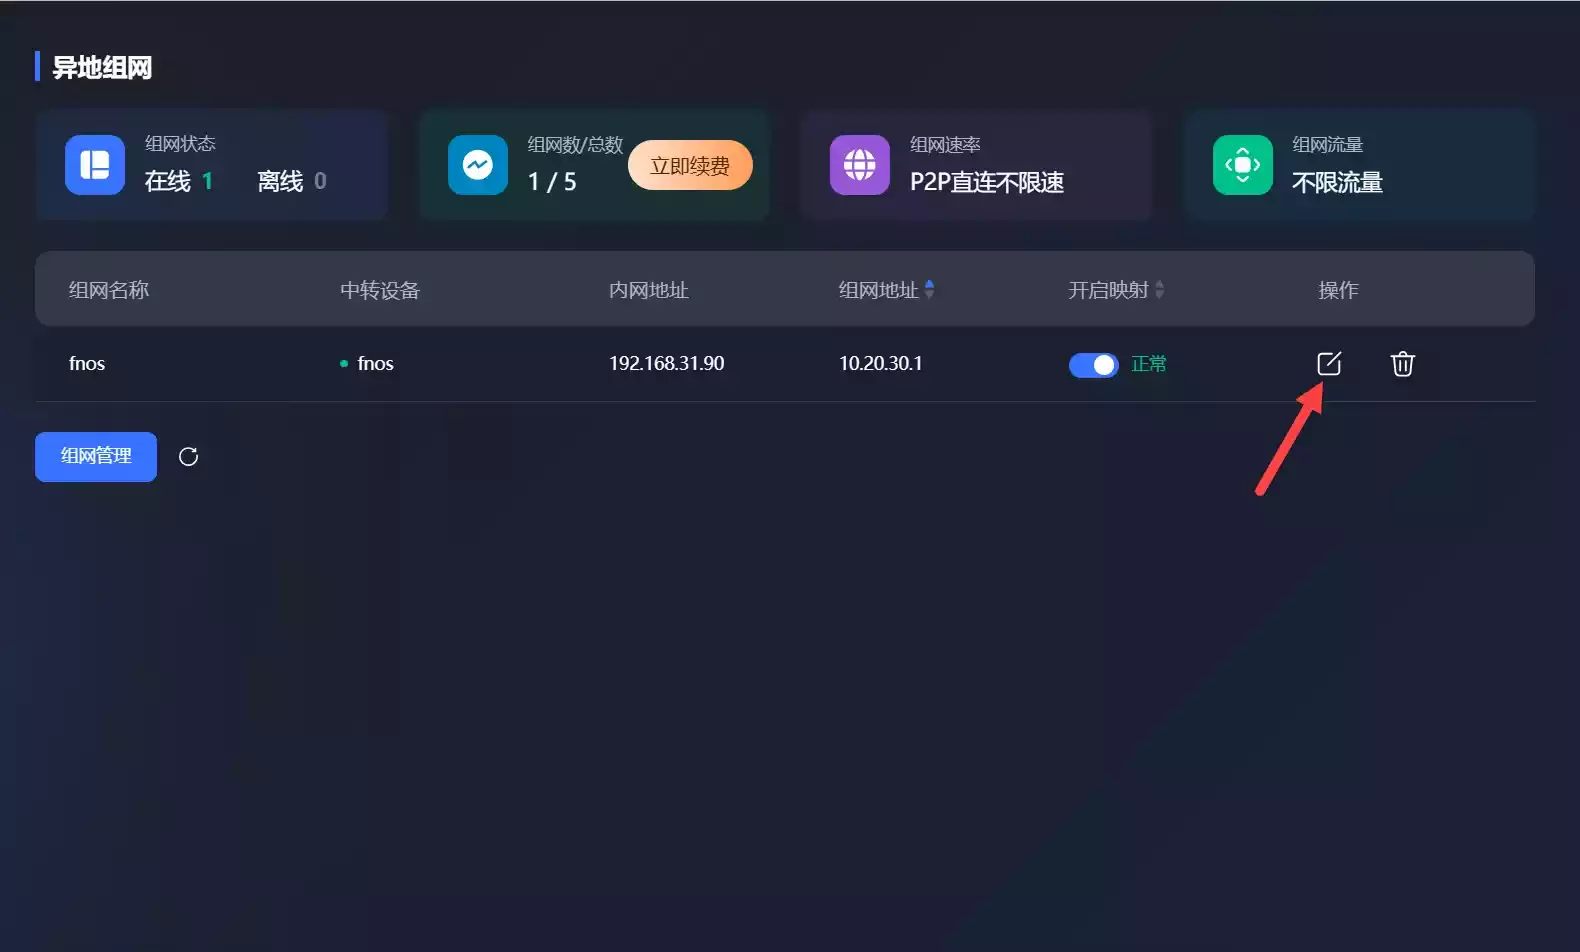 异地组网
组网状态
在线 1 离线 0
组网数/总数
1 / 5
立即续费
组网速率
P2P直连不限速
组网流量
不限流量
组网名称 中转设备 内网地址 组网地址 开启映射 操作
fnos fnos 192.168.31.90 10.20.30.1 正常
组网管理